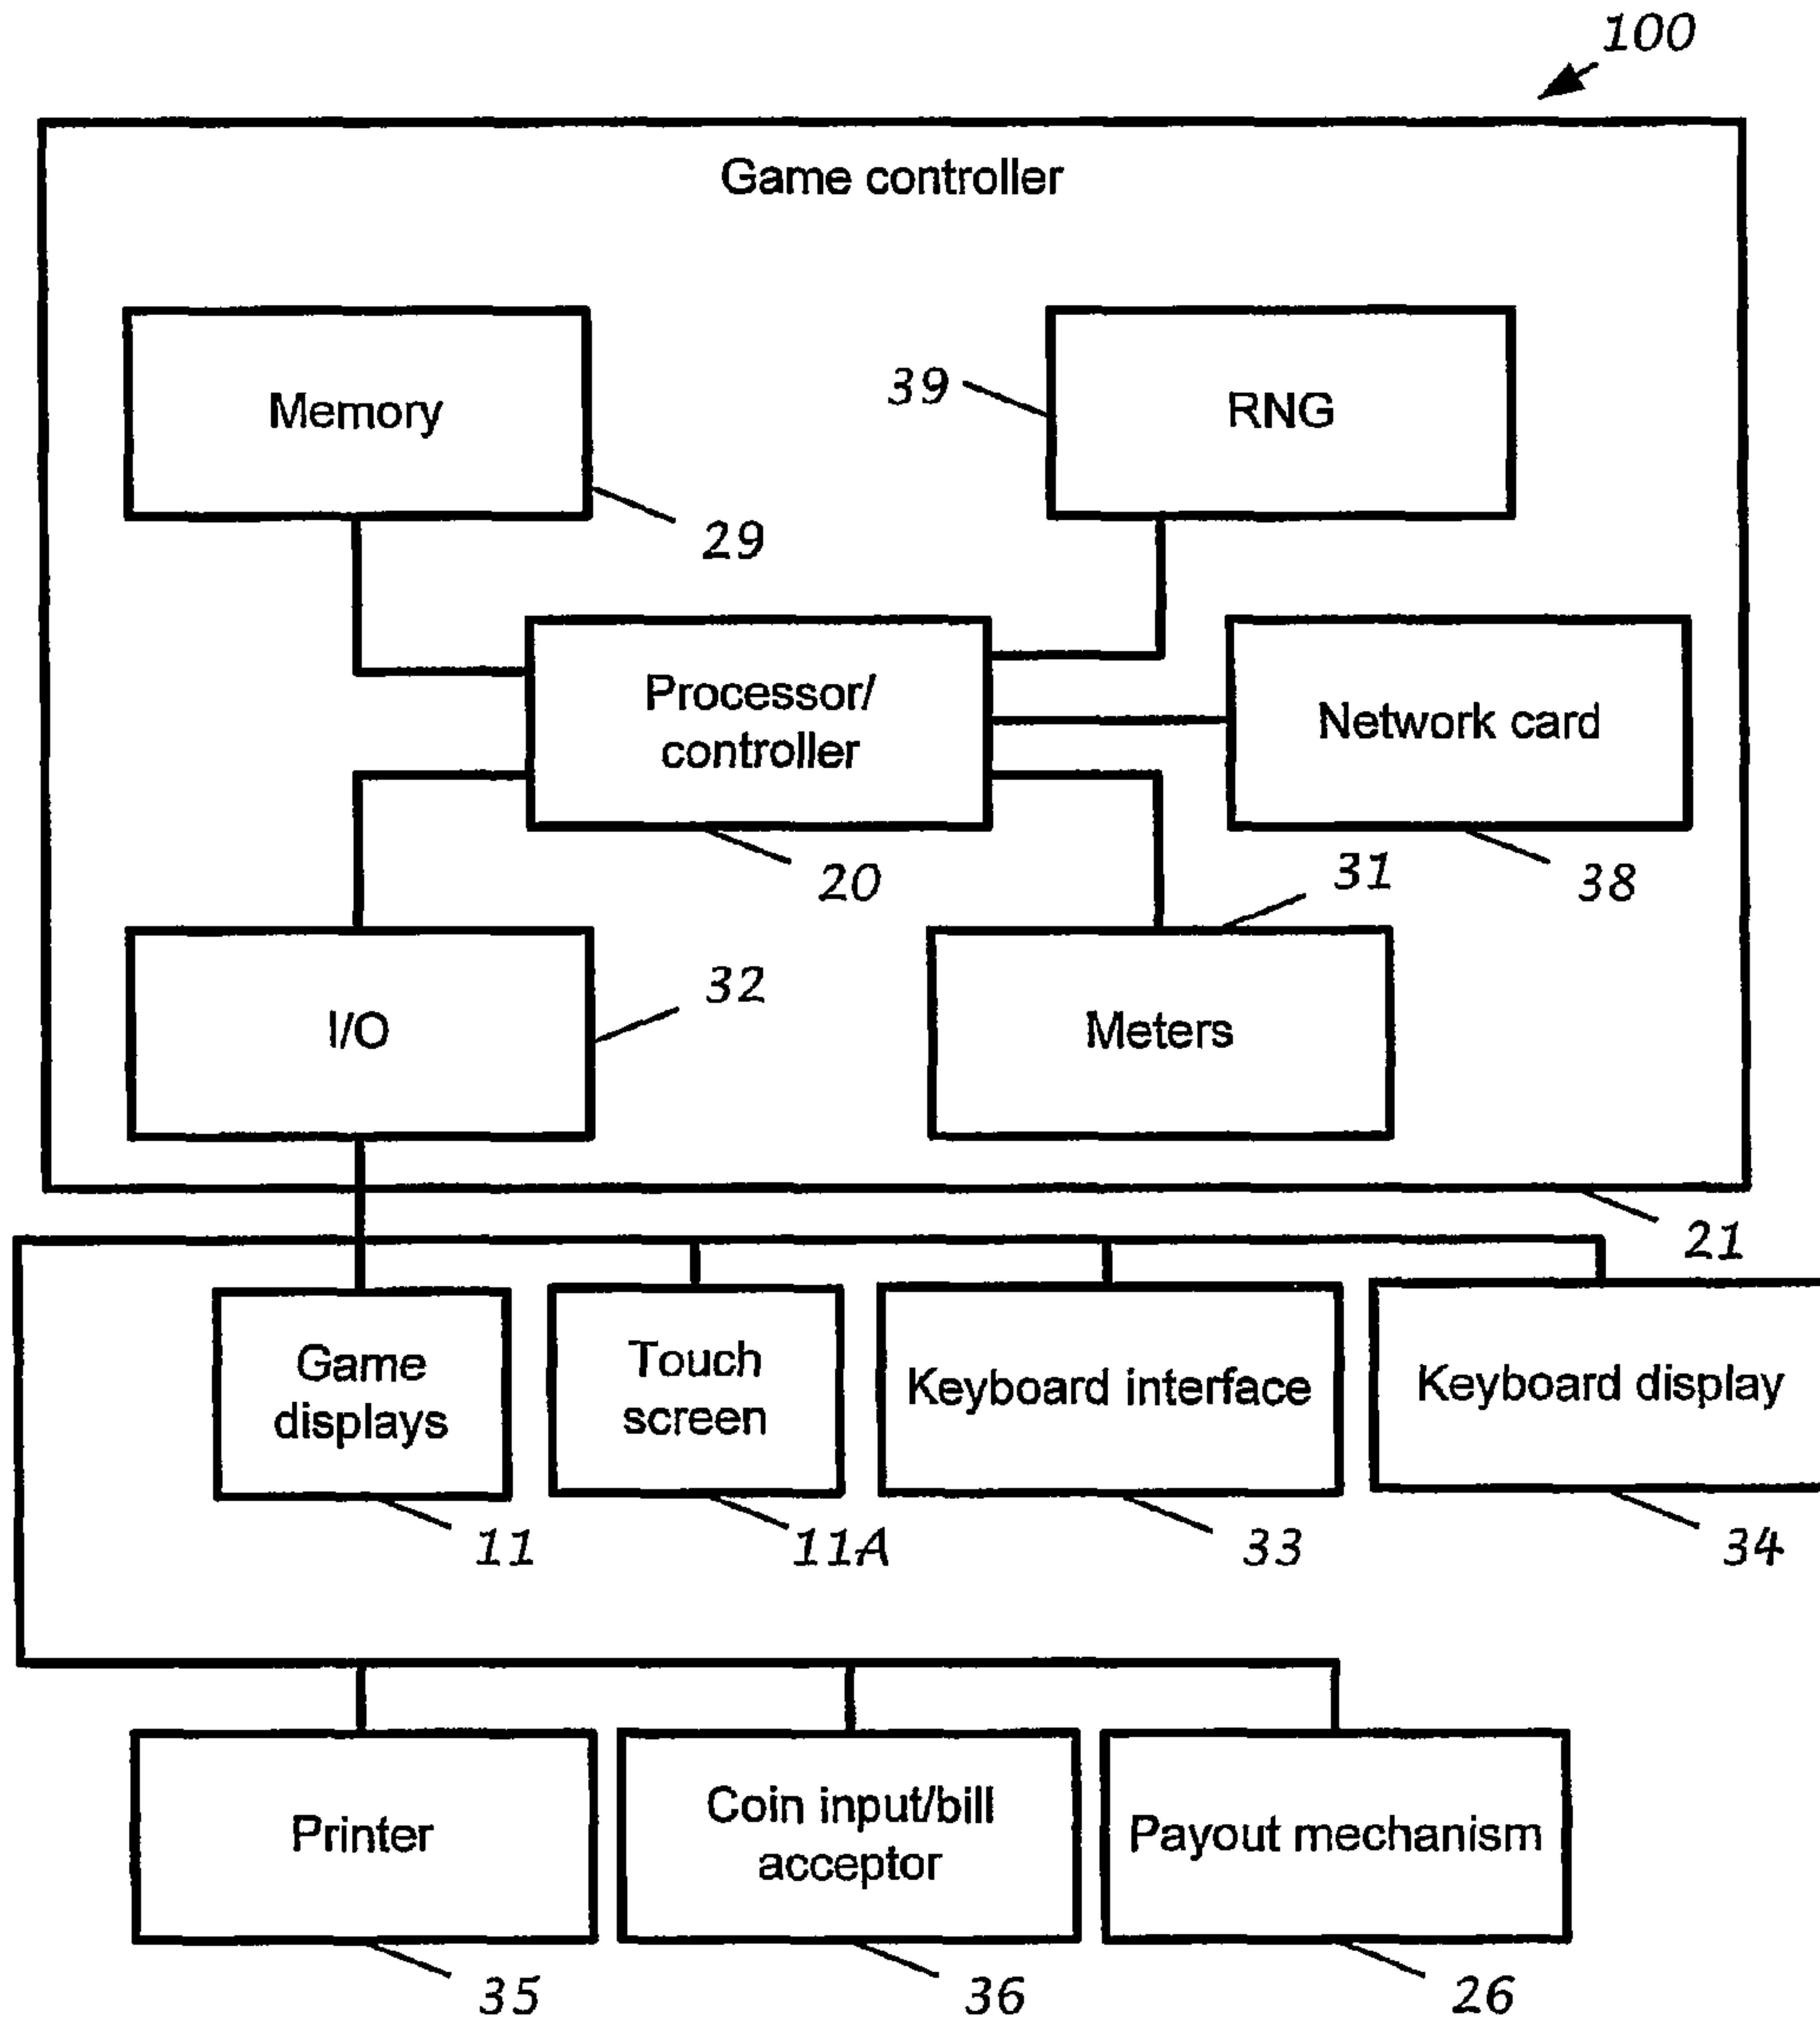 100
Game controller
Memory
39
RNG
29
Processor/
controller
Network card
20
31
38
I/O
32
Meters
21
Game
displays
Touch
screen
Keyboard interface
Keyboard display
11
11A
33
34
Printer
Coin input/bill
acceptor
Payout mechanism
35
36
26